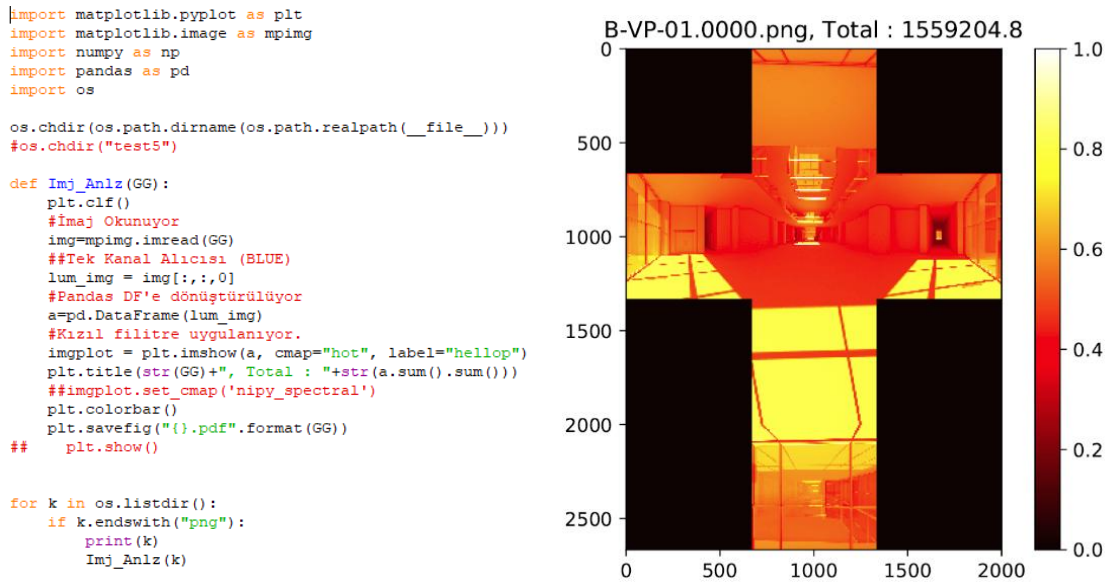 import matplotlib.pyplot as plt
import matplotlib.image as mpimg
import numpy as np
import pandas as pd
import os
os.chdir(os.path.dirname(os.path.realpath(__file__)))
#os.chdir("test5")
def Imj_Anlz(GG):
    plt.clf()
    #İmaj Okunuyor
    img=mpimg.imread(GG)
    ##Tek Kanal Alıcısı (BLUE)
    lum_img = img[:,:,0]
    #Pandas DF'e dönüştürülüyor
    a=pd.DataFrame(lum_img)
    #Kızıl filitre uygulanıyor.
    imgplot = plt.imshow(a, cmap="hot", label="hellop")
    plt.title(str(GG)+", Total : "+str(a.sum().sum()))
    ##imgplot.set_cmap('nipy_spectral')
    plt.colorbar()
    plt.savefig("{}.pdf".format(GG))
##    plt.show()
for k in os.listdir():
    if k.endswith("png"):
        print(k)
        Imj_Anlz(k)
B-VP-01.0000.png, Total : 1559204.8
0
500
1000
1500
2000
2500
0 500 1000 1500 2000
1.0
0.8
0.6
0.4
0.2
0.0